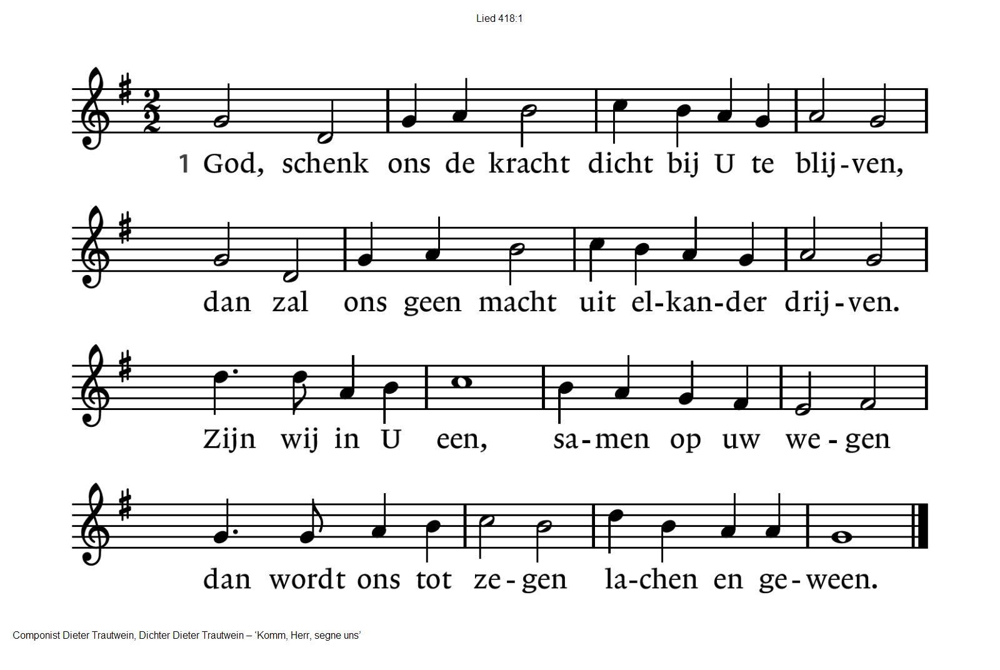 Lied 418:1
1 God, schenk ons de kracht dicht bij U te blij-ven,
dan zal ons geen macht uit el-kan-der drij-ven.
Zijn wij in U een, sa-men op uw we-gen
dan wordt ons tot ze-gen la-chen en ge-ween.
Componist Dieter Trautwein, Dichter Dieter Trautwein – ‘Komm, Herr, segne uns’